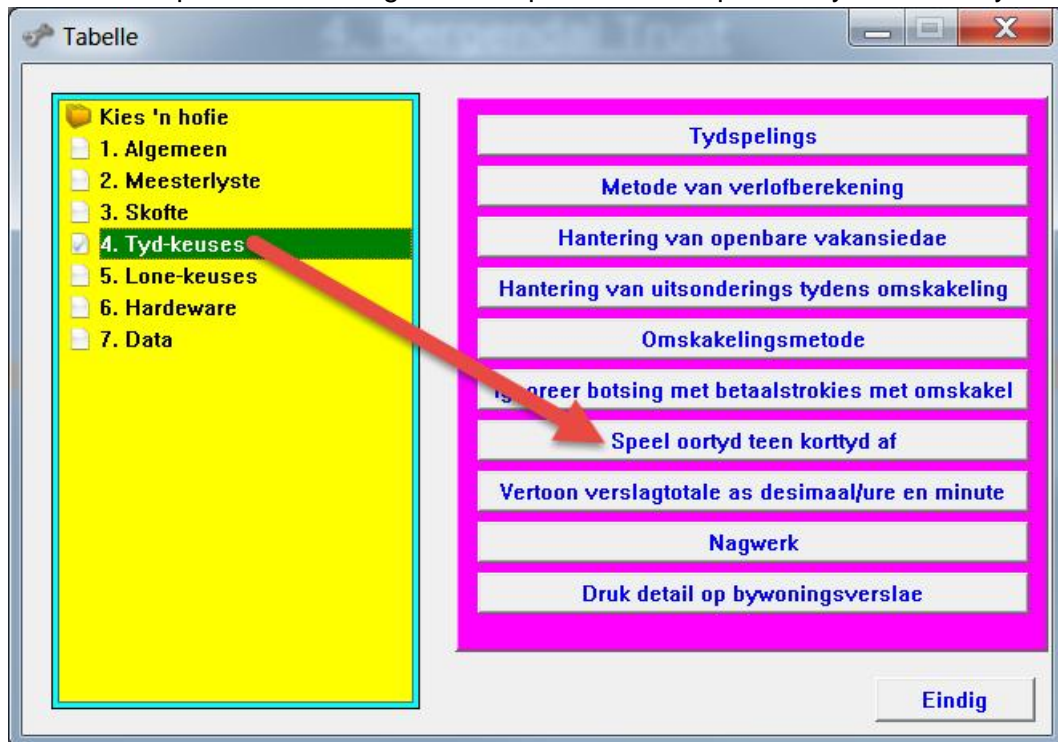 Tabelle
Kies 'n hofie
1. Algemeen
2. Meesterlyste
3. Skofte
4. Tyd-keuses
5. Lone-keuses
6. Hardeware
7. Data
Tydspelings
Metode van verlofberekening
Hantering van openbare vakansiedae
Hantering van uitsonderings tydens omskakeling
Omskakelingsmetode
botsing met betaalstrokies met omskakel
Speel oortyd teen korttyd af
Vertoon verslagtotale as desimaal/ure en minute
Nagwerk
Druk detail op bywoningsverslae
Eindig